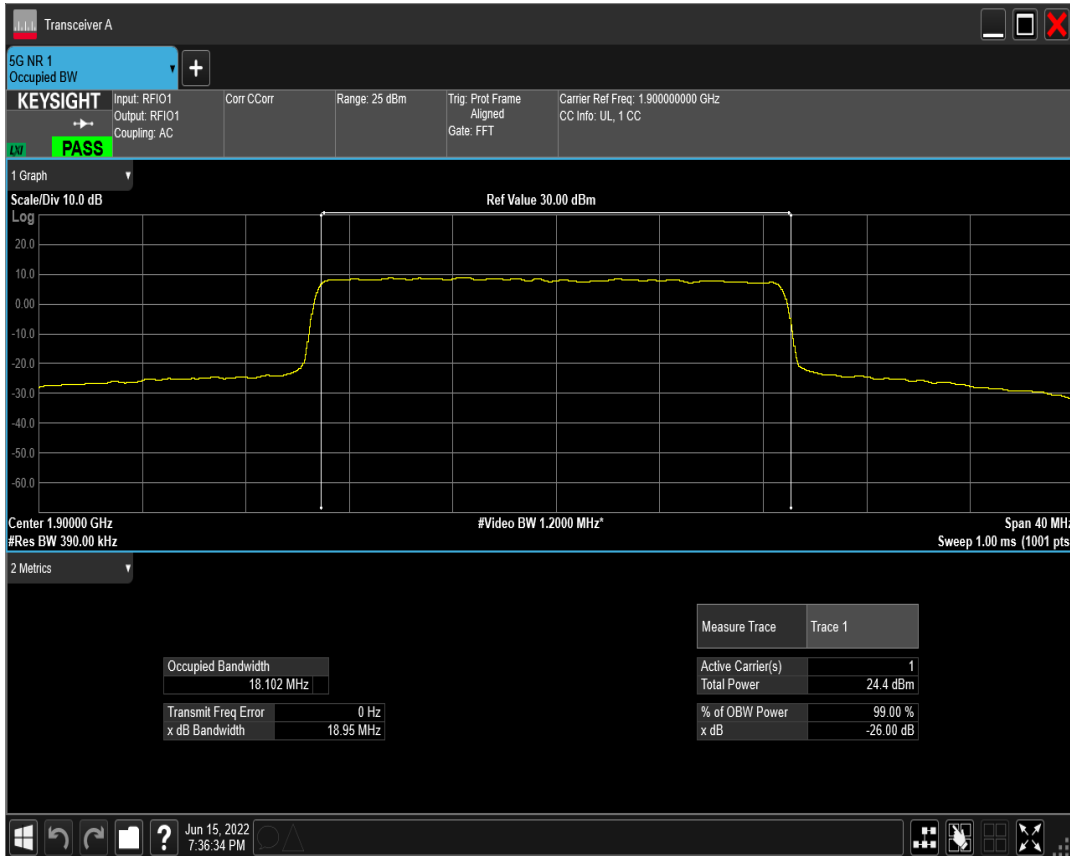 Transceiver A
5G NR 1
Occupied BW
KEYSIGHT
LXI
PASS
Input: RFIO1
Output: RFIO1
Coupling: AC
Corr CCorr
Range: 25 dBm
Trig: Prot Frame
Aligned
Gate: FFT
Carrier Ref Freq: 1.900000000 GHz
CC Info: UL, 1 CC
1 Graph
Scale/Div 10.0 dB
Ref Value 30.00 dBm
Log
20.0
10.0
0.00
-10.0
-20.0
-30.0
-40.0
-50.0
-60.0
Center 1.90000 GHz
#Video BW 1.2000 MHz*
Span 40 MHz
#Res BW 390.00 kHz
Sweep 1.00 ms (1001 pts
2 Metrics
Measure Trace Trace 1
Occupied Bandwidth
18.102 MHz
Active Carrier(s) 1
Total Power 24.4 dBm
Transmit Freq Error 0 Hz
x dB Bandwidth 18.95 MHz
% of OBW Power 99.00 %
x dB -26.00 dB
?
Jun 15, 2022
7:36:34 PM